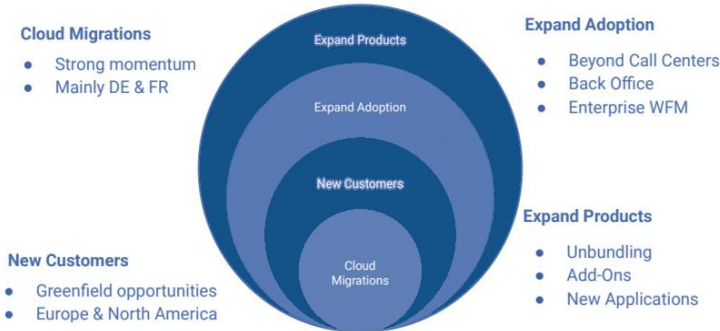 Cloud Migrations
● Strong momentum
● Mainly DE & FR
New Customers
● Greenfield opportunities
● Europe & North America
Expand Products
Expand Adoption
New Customers
Cloud
Migrations
Expand Adoption
● Beyond Call Centers
● Back Office
● Enterprise WFM
Expand Products
● Unbundling
● Add-Ons
● New Applications